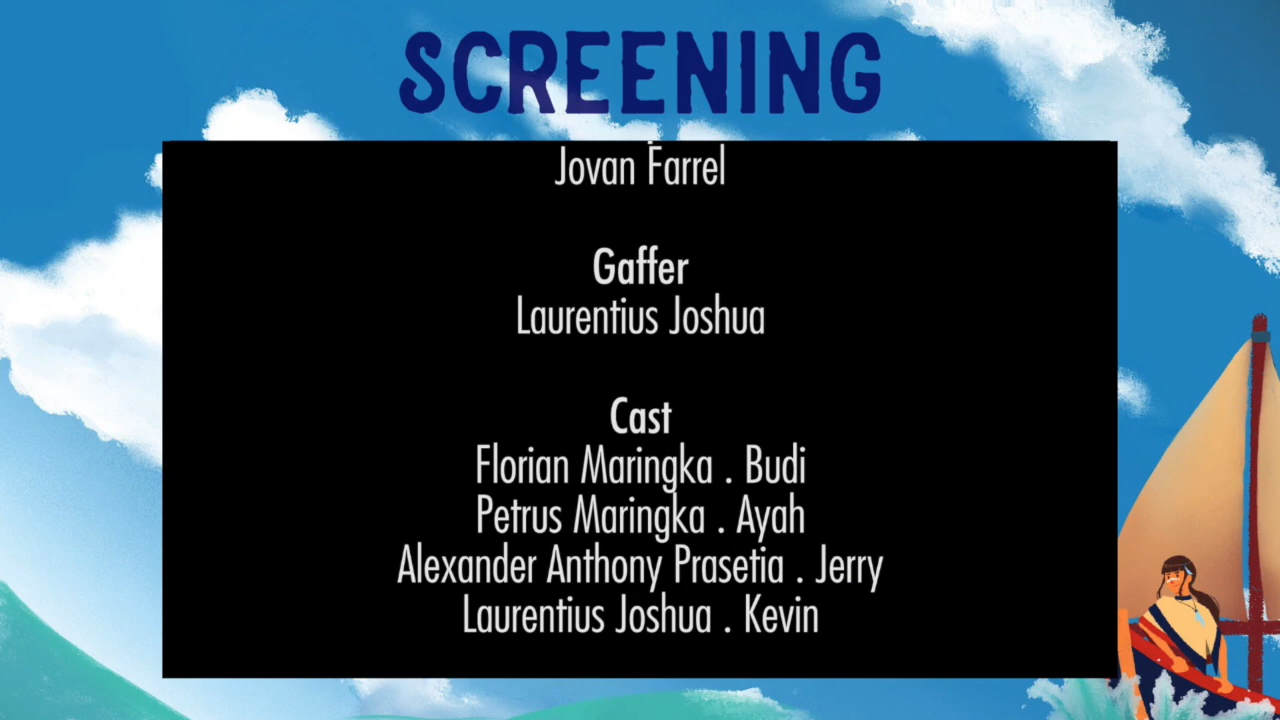 SCREENING
Jovan Farrel
Gaffer
Laurentius Joshua
Cast
Florian Maringka . Budi
Petrus Maringka . Ayah
Alexander Anthony Prasetia . Jerry
Laurentius Joshua . Kevin